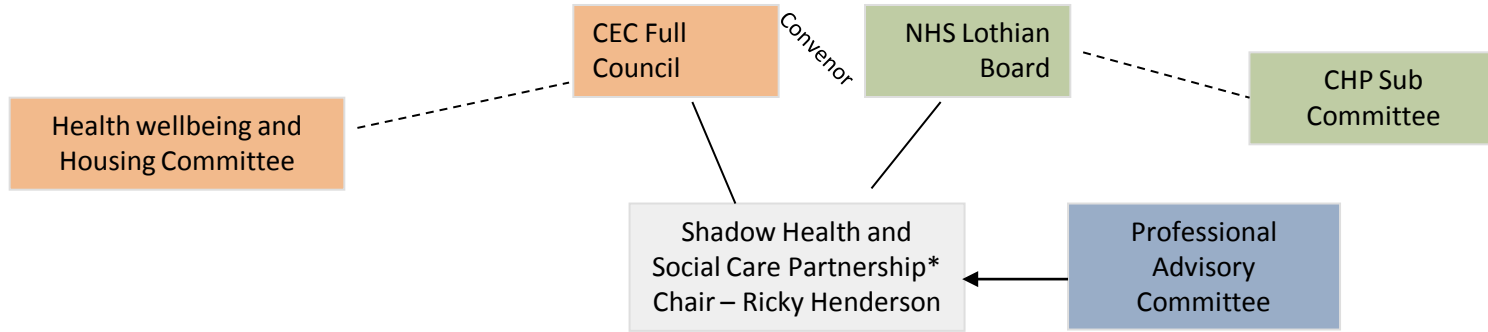 CEC Full
Council
Convenor
NHS Lothian
Board
CHP Sub
Committee
Health wellbeing and
Housing Committee
Shadow Health and
Social Care Partnership*
Chair – Ricky Henderson
Professional
Advisory
Committee